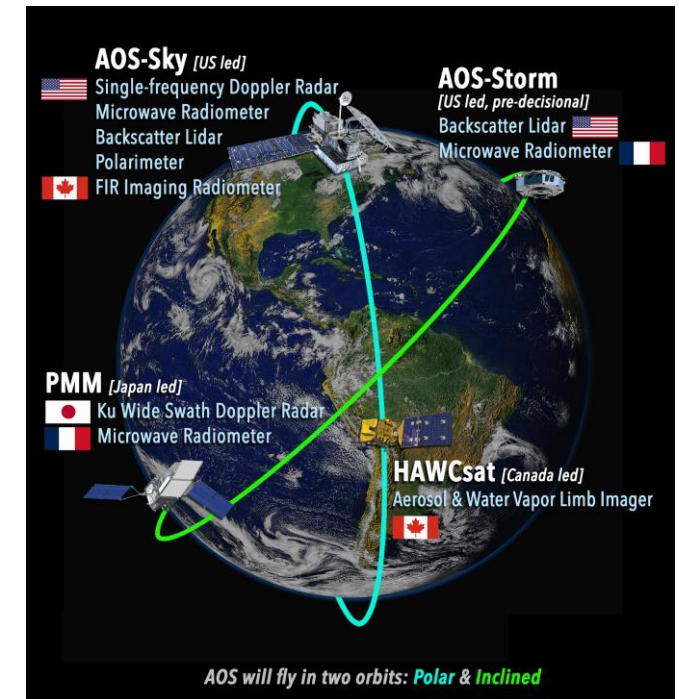 AOS-Sky [US led]
Single-frequency Doppler Radar
Microwave Radiometer
Backscatter Lidar
Polarimeter
FIR Imaging Radiometer
AOS-Storm
[US led, pre-decisional]
Backscatter Lidar
Microwave Radiometer
PMM [Japan led]
Ku Wide Swath Doppler Radar
Microwave Radiometer
HAWCsat [Canada led]
Aerosol & Water Vapor Limb Imager
AOS will fly in two orbits: Polar & Inclined